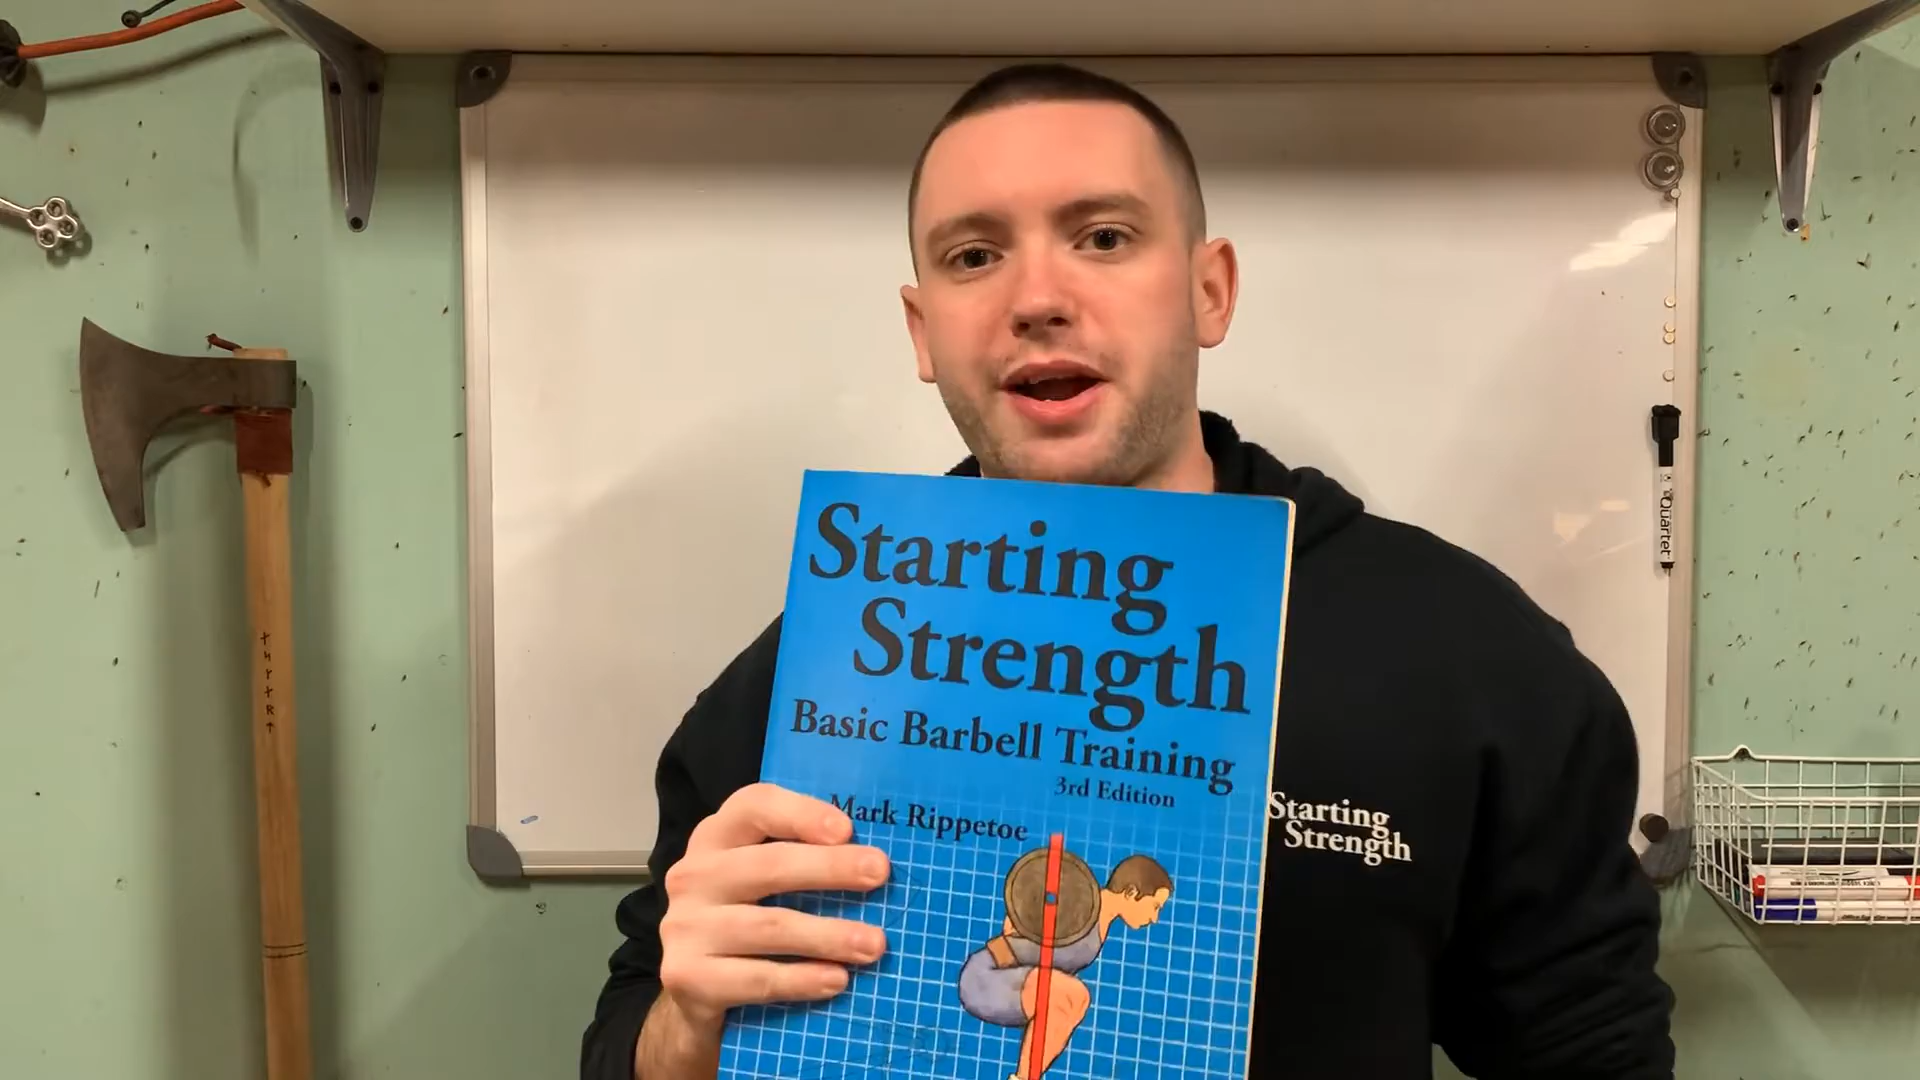 Starting
Strength
Basic Barbell Training
3rd Edition
Mark Rippetoe
Starting
Strength
Quartet